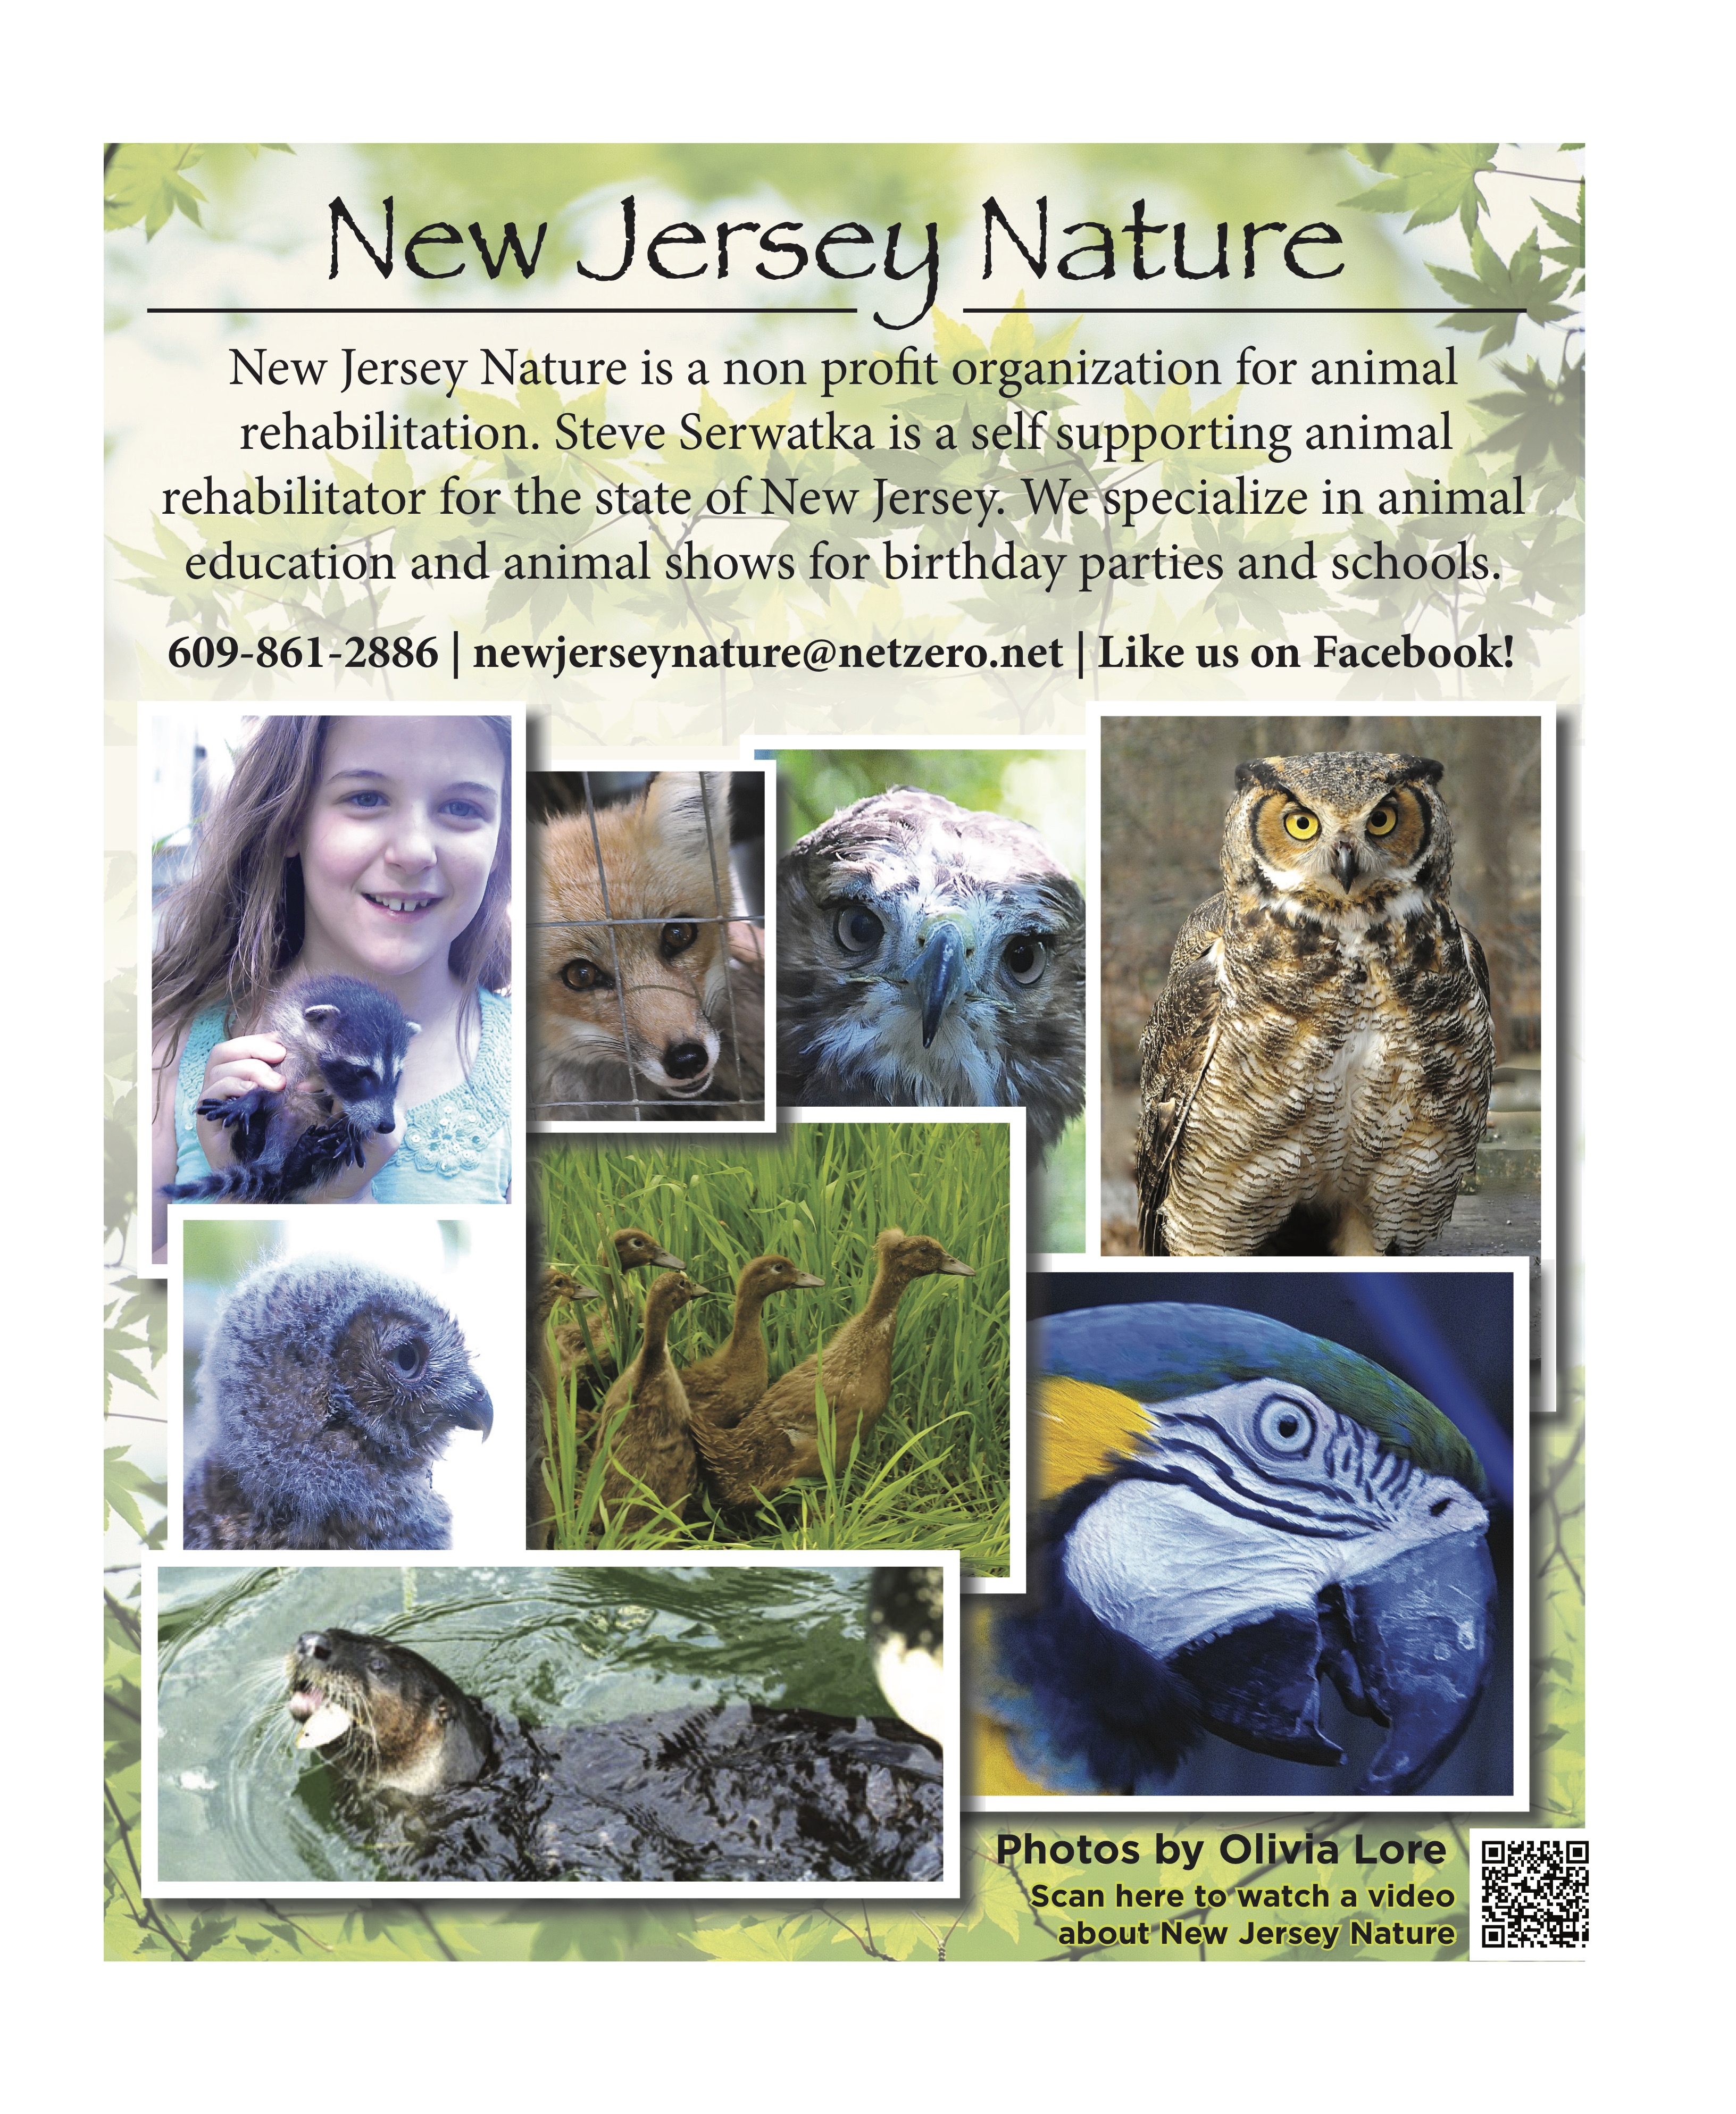 New Jersey Nature
New Jersey Nature is a non profit organization for animal
rehabilitation. Steve Serwatka is a self supporting animal
rehabilitator for the state of New Jersey. We specialize in animal
education and animal shows for birthday parties and schools.
609-861-2886 | newjerseynature@netzero.net | Like us on Facebook!
Photos by Olivia Lore
Scan here to watch a video
about New Jersey Nature